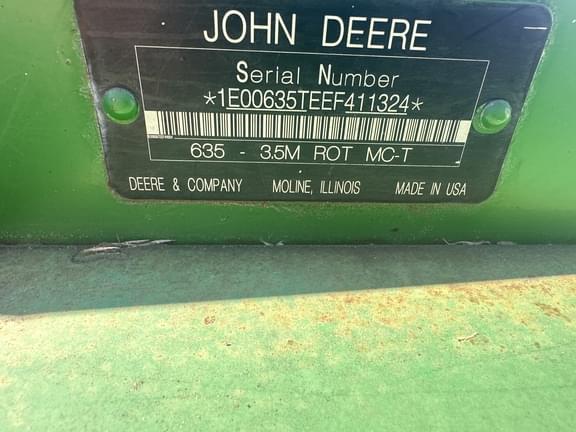 JOHN DEERE
Serial Number
*1E00635TEEF411324*
635 - 3.5M ROT MC-T
DEERE & COMPANY MOLINE, ILLINOIS MADE IN USA